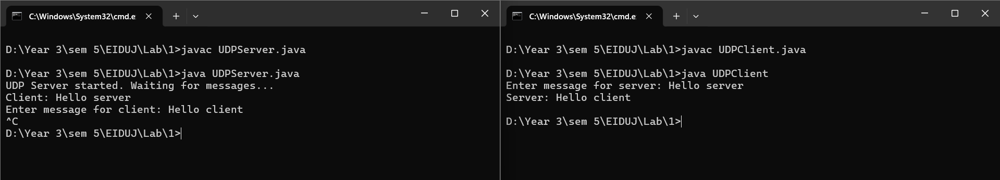 C:\Windows\System32\cmd.e
D:\Year 3\sem 5\EIDUJ\Lab\1>javac UDPServer.java
D:\Year 3\sem 5\EIDUJ\Lab\1>java UDPServer.java
UDP Server started. Waiting for messages...
Client: Hello server
Enter message for client: Hello client
^C
D:\Year 3\sem 5\EIDUJ\Lab\1>
C:\Windows\System32\cmd.e
D:\Year 3\sem 5\EIDUJ\Lab\1>javac UDPClient.java
D:\Year 3\sem 5\EIDUJ\Lab\1>java UDPClient
Enter message for server: Hello server
Server: Hello client
D:\Year 3\sem 5\EIDUJ\Lab\1>